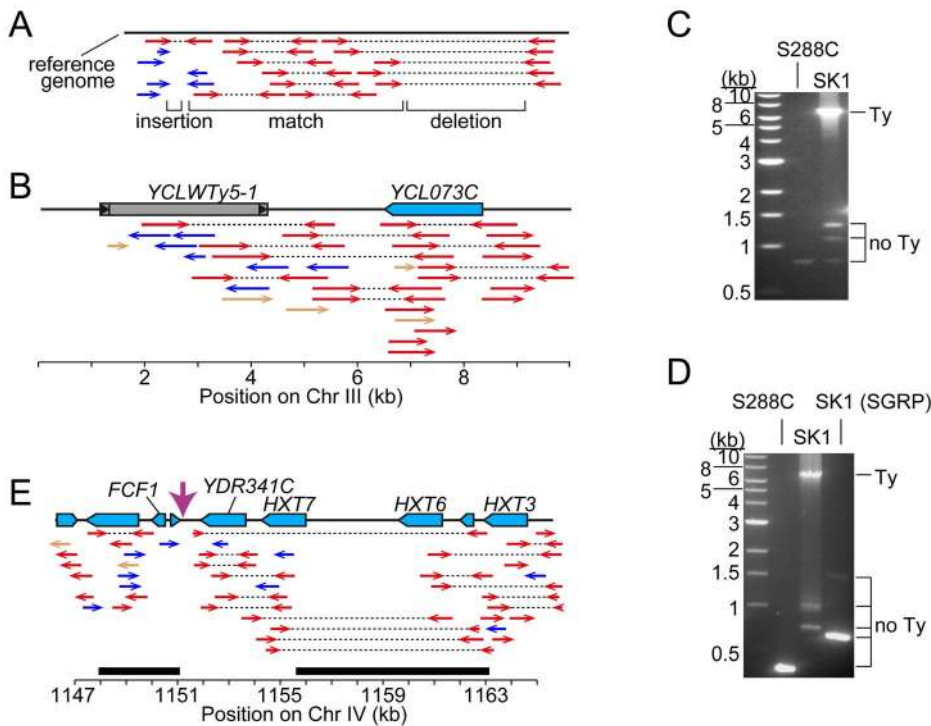 A
reference
genome
insertion
match
deletion
B
YCLWTy5-1
YCL073C
2
4
6
8
Position on Chr III (kb)
E
FCF1
YDR341C
HXT7
HXT6
HXT3
1147
1151
1155
1159
1163
Position on Chr IV (kb)
C
S288C
(kb)
SK1
10
8
6
5
4
3
2
1.5
1
0.5
Ty
no Ty
D
S288C
SK1 (SGRP)
(kb)
SK1
10
8
6
5
4
3
2
1.5
1
0.5
Ty
no Ty